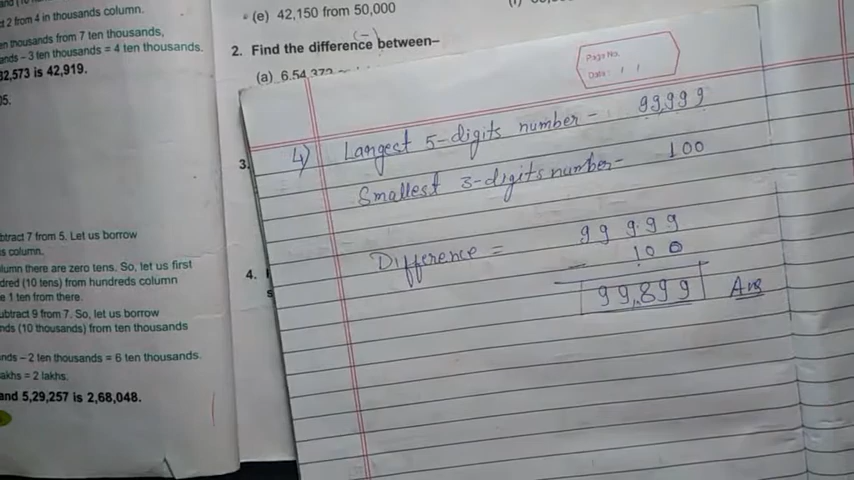 2 from 4 in thousands column.
en thousands from 7 ten thousands,
ands – 3 ten thousands = 4 ten thousands.
32,573 is 42,919.
05.
btract 7 from 5. Let us borrow
s column.
lumn there are zero tens. So, let us first
dred (10 tens) from hundreds column
e 1 ten from there.
ubtract 9 from 7. So, let us borrow
nds (10 thousands) from ten thousands
nds – 2 ten thousands = 6 ten thousands.
akhs = 2 lakhs.
and 5,29,257 is 2,68,048.
(e) 42,150 from 50,000
2. Find the difference between–
(–)
(a) 6,54,372
3.
4.
Page No.
Date: / /
4) Langest 5-digits number - 99,999
Smallest 3-digits number- 100
Difference = 99 999
– 100
99,899 Ans